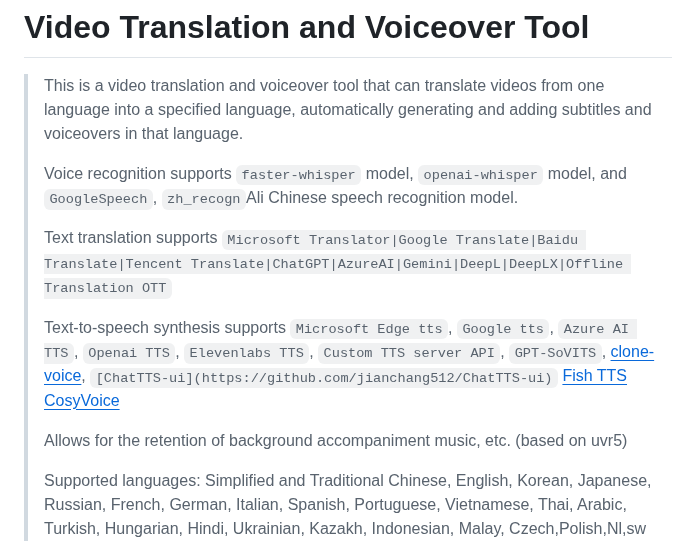 Video Translation and Voiceover Tool
This is a video translation and voiceover tool that can translate videos from one
language into a specified language, automatically generating and adding subtitles and
voiceovers in that language.
Voice recognition supports faster-whisper model, openai-whisper model, and
GoogleSpeech , zh_recogn Ali Chinese speech recognition model.
Text translation supports Microsoft Translator|Google Translate|Baidu
Translate|Tencent Translate|ChatGPT|AzureAI|Gemini|DeepL|DeepLX|Offline
Translation OTT
Text-to-speech synthesis supports Microsoft Edge tts , Google tts , Azure AI
TTS , Openai TTS , Elevenlabs TTS , Custom TTS server API , GPT-SoVITS , clone-
voice, [ChatTTS-ui](https://github.com/jianchang512/ChatTTS-ui) Fish TTS
CosyVoice
Allows for the retention of background accompaniment music, etc. (based on uvr5)
Supported languages: Simplified and Traditional Chinese, English, Korean, Japanese,
Russian, French, German, Italian, Spanish, Portuguese, Vietnamese, Thai, Arabic,
Turkish, Hungarian, Hindi, Ukrainian, Kazakh, Indonesian, Malay, Czech,Polish,Nl,sw